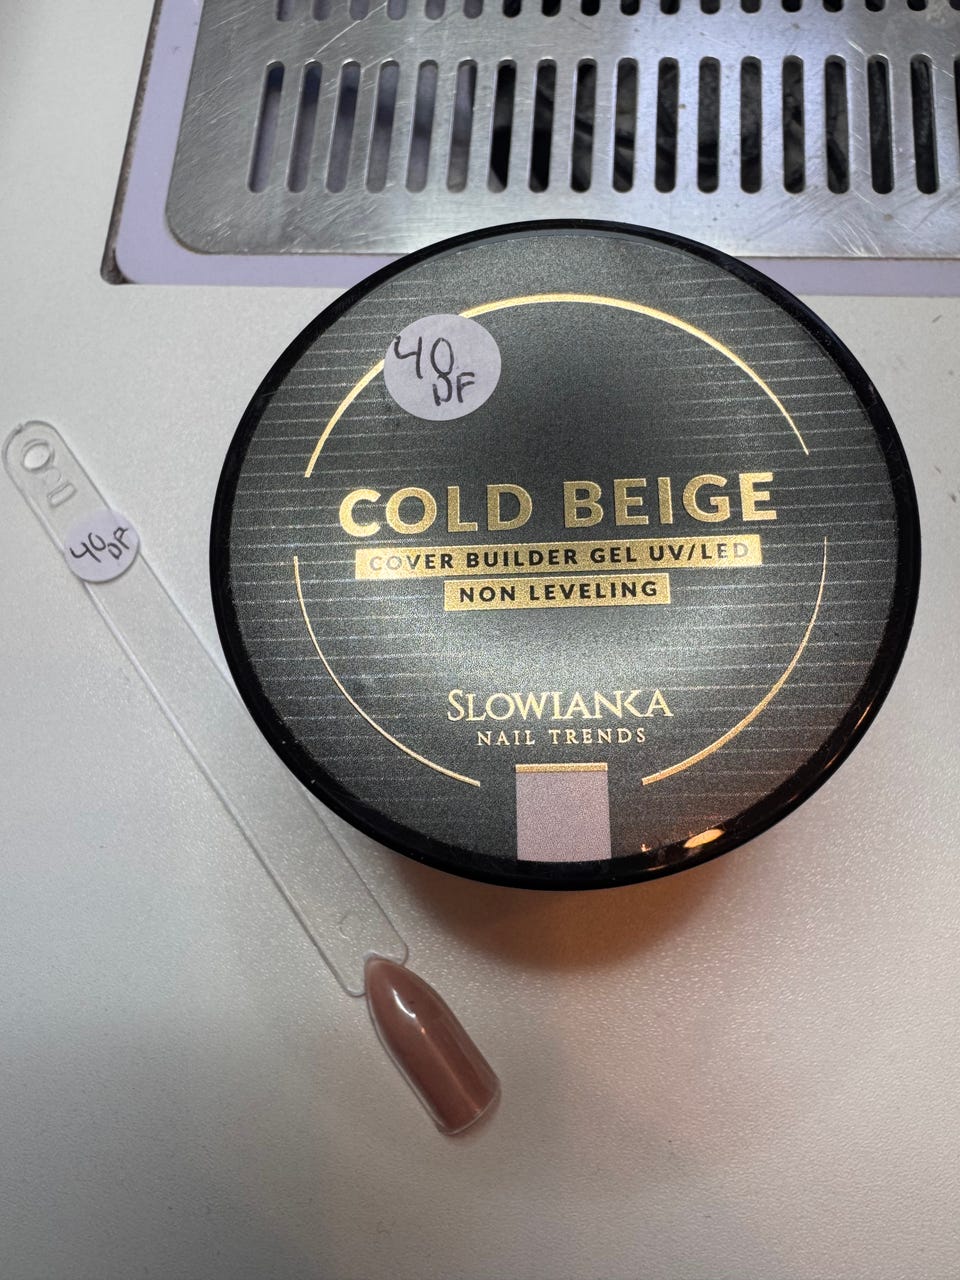 40
DF
COLD BEIGE
COVER BUILDER GEL UV/LED
NON LEVELING
SLOWIANKA
NAIL TRENDS
40
DF